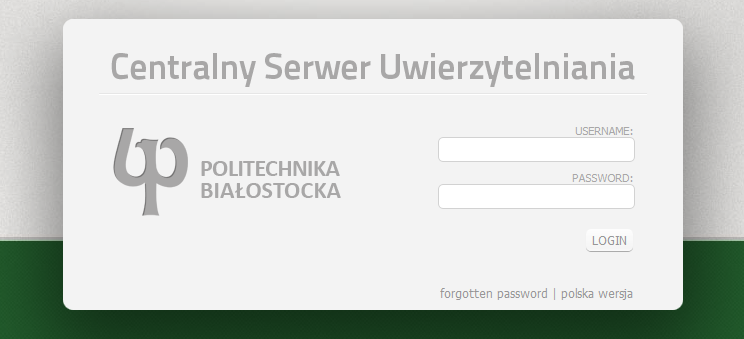 Centralny Serwer Uwierzytelniania
POLITECHNIKA
BIAŁOSTOCKA
USERNAME:
PASSWORD:
LOGIN
forgotten password | polska wersja